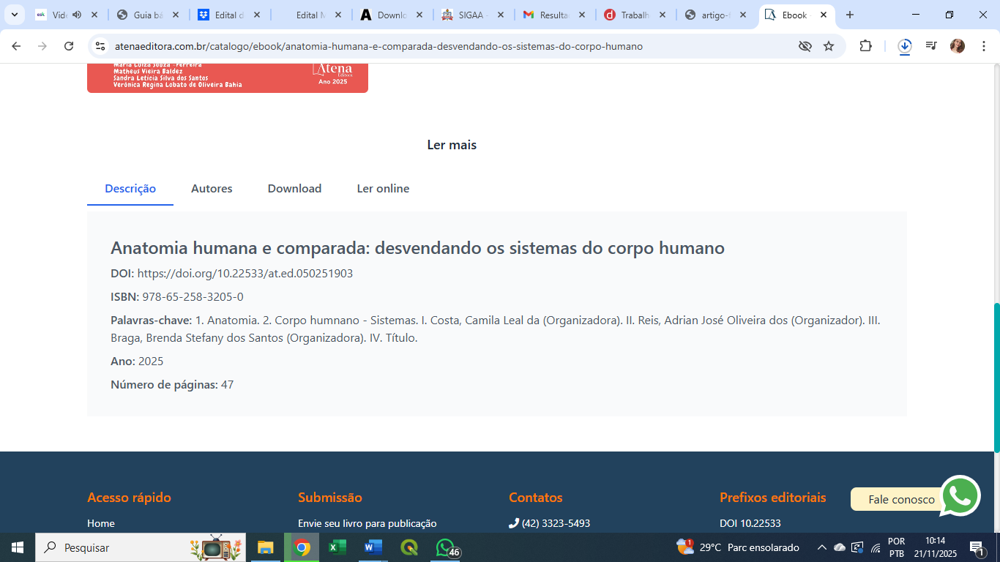 esk Vide
Guia bá
Edital d
Edital M
Downlo
SIGAA -
Resulta
Trabalh
artigo-f
Ebook -
atenaeditora.com.br/catalogo/ebook/anatomia-humana-e-comparada-desvendando-os-sistemas-do-corpo-humano
Maria Luiza Souza -Ferreira
Matheus Vieira Baldez
Sandra Letícia Silva dos Santos
Verônica Regina Lobato de Oliveira Bahia
Atena
Editora
Ano 2025
Ler mais
Descrição Autores Download Ler online
Anatomia humana e comparada: desvendando os sistemas do corpo humano
DOI: https://doi.org/10.22533/at.ed.050251903
ISBN: 978-65-258-3205-0
Palavras-chave: 1. Anatomia. 2. Corpo humnano - Sistemas. I. Costa, Camila Leal da (Organizadora). II. Reis, Adrian José Oliveira dos (Organizador). III.
Braga, Brenda Stefany dos Santos (Organizadora). IV. Título.
Ano: 2025
Número de páginas: 47
Acesso rápido Submissão Contatos Prefixos editoriais
Fale conosco
Home Envie seu livro para publicação (42) 3323-5493 DOI 10.22533
Pesquisar
46
1
29°C Parc ensolarado
POR
PTB
10:14
21/11/2025
1